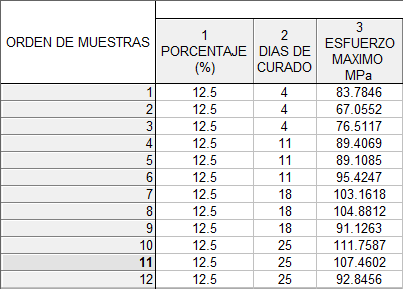 ORDEN DE MUESTRAS 1 PORCENTAJE (%) 2 DIAS DE CURADO 3 ESFUERZO MAXIMO MPa
1 12.5 4 83.7846
2 12.5 4 67.0552
3 12.5 4 76.5117
4 12.5 11 89.4069
5 12.5 11 89.1085
6 12.5 11 95.4247
7 12.5 18 103.1618
8 12.5 18 104.8812
9 12.5 18 91.1263
10 12.5 25 111.7587
11 12.5 25 107.4602
12 12.5 25 92.8456